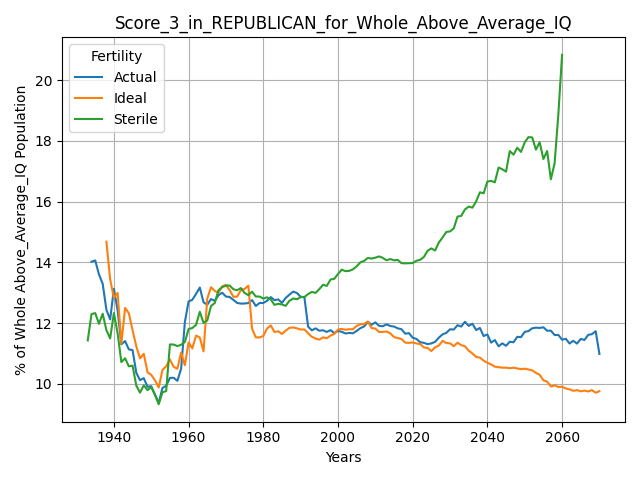 Score_3_in_REPUBLICAN_for_Whole_Above_Average_IQ
Fertility
Actual
Ideal
Sterile
% of Whole Above_Average_IQ Population
20
18
16
14
12
10
1940
1960
1980
2000
2020
2040
2060
Years